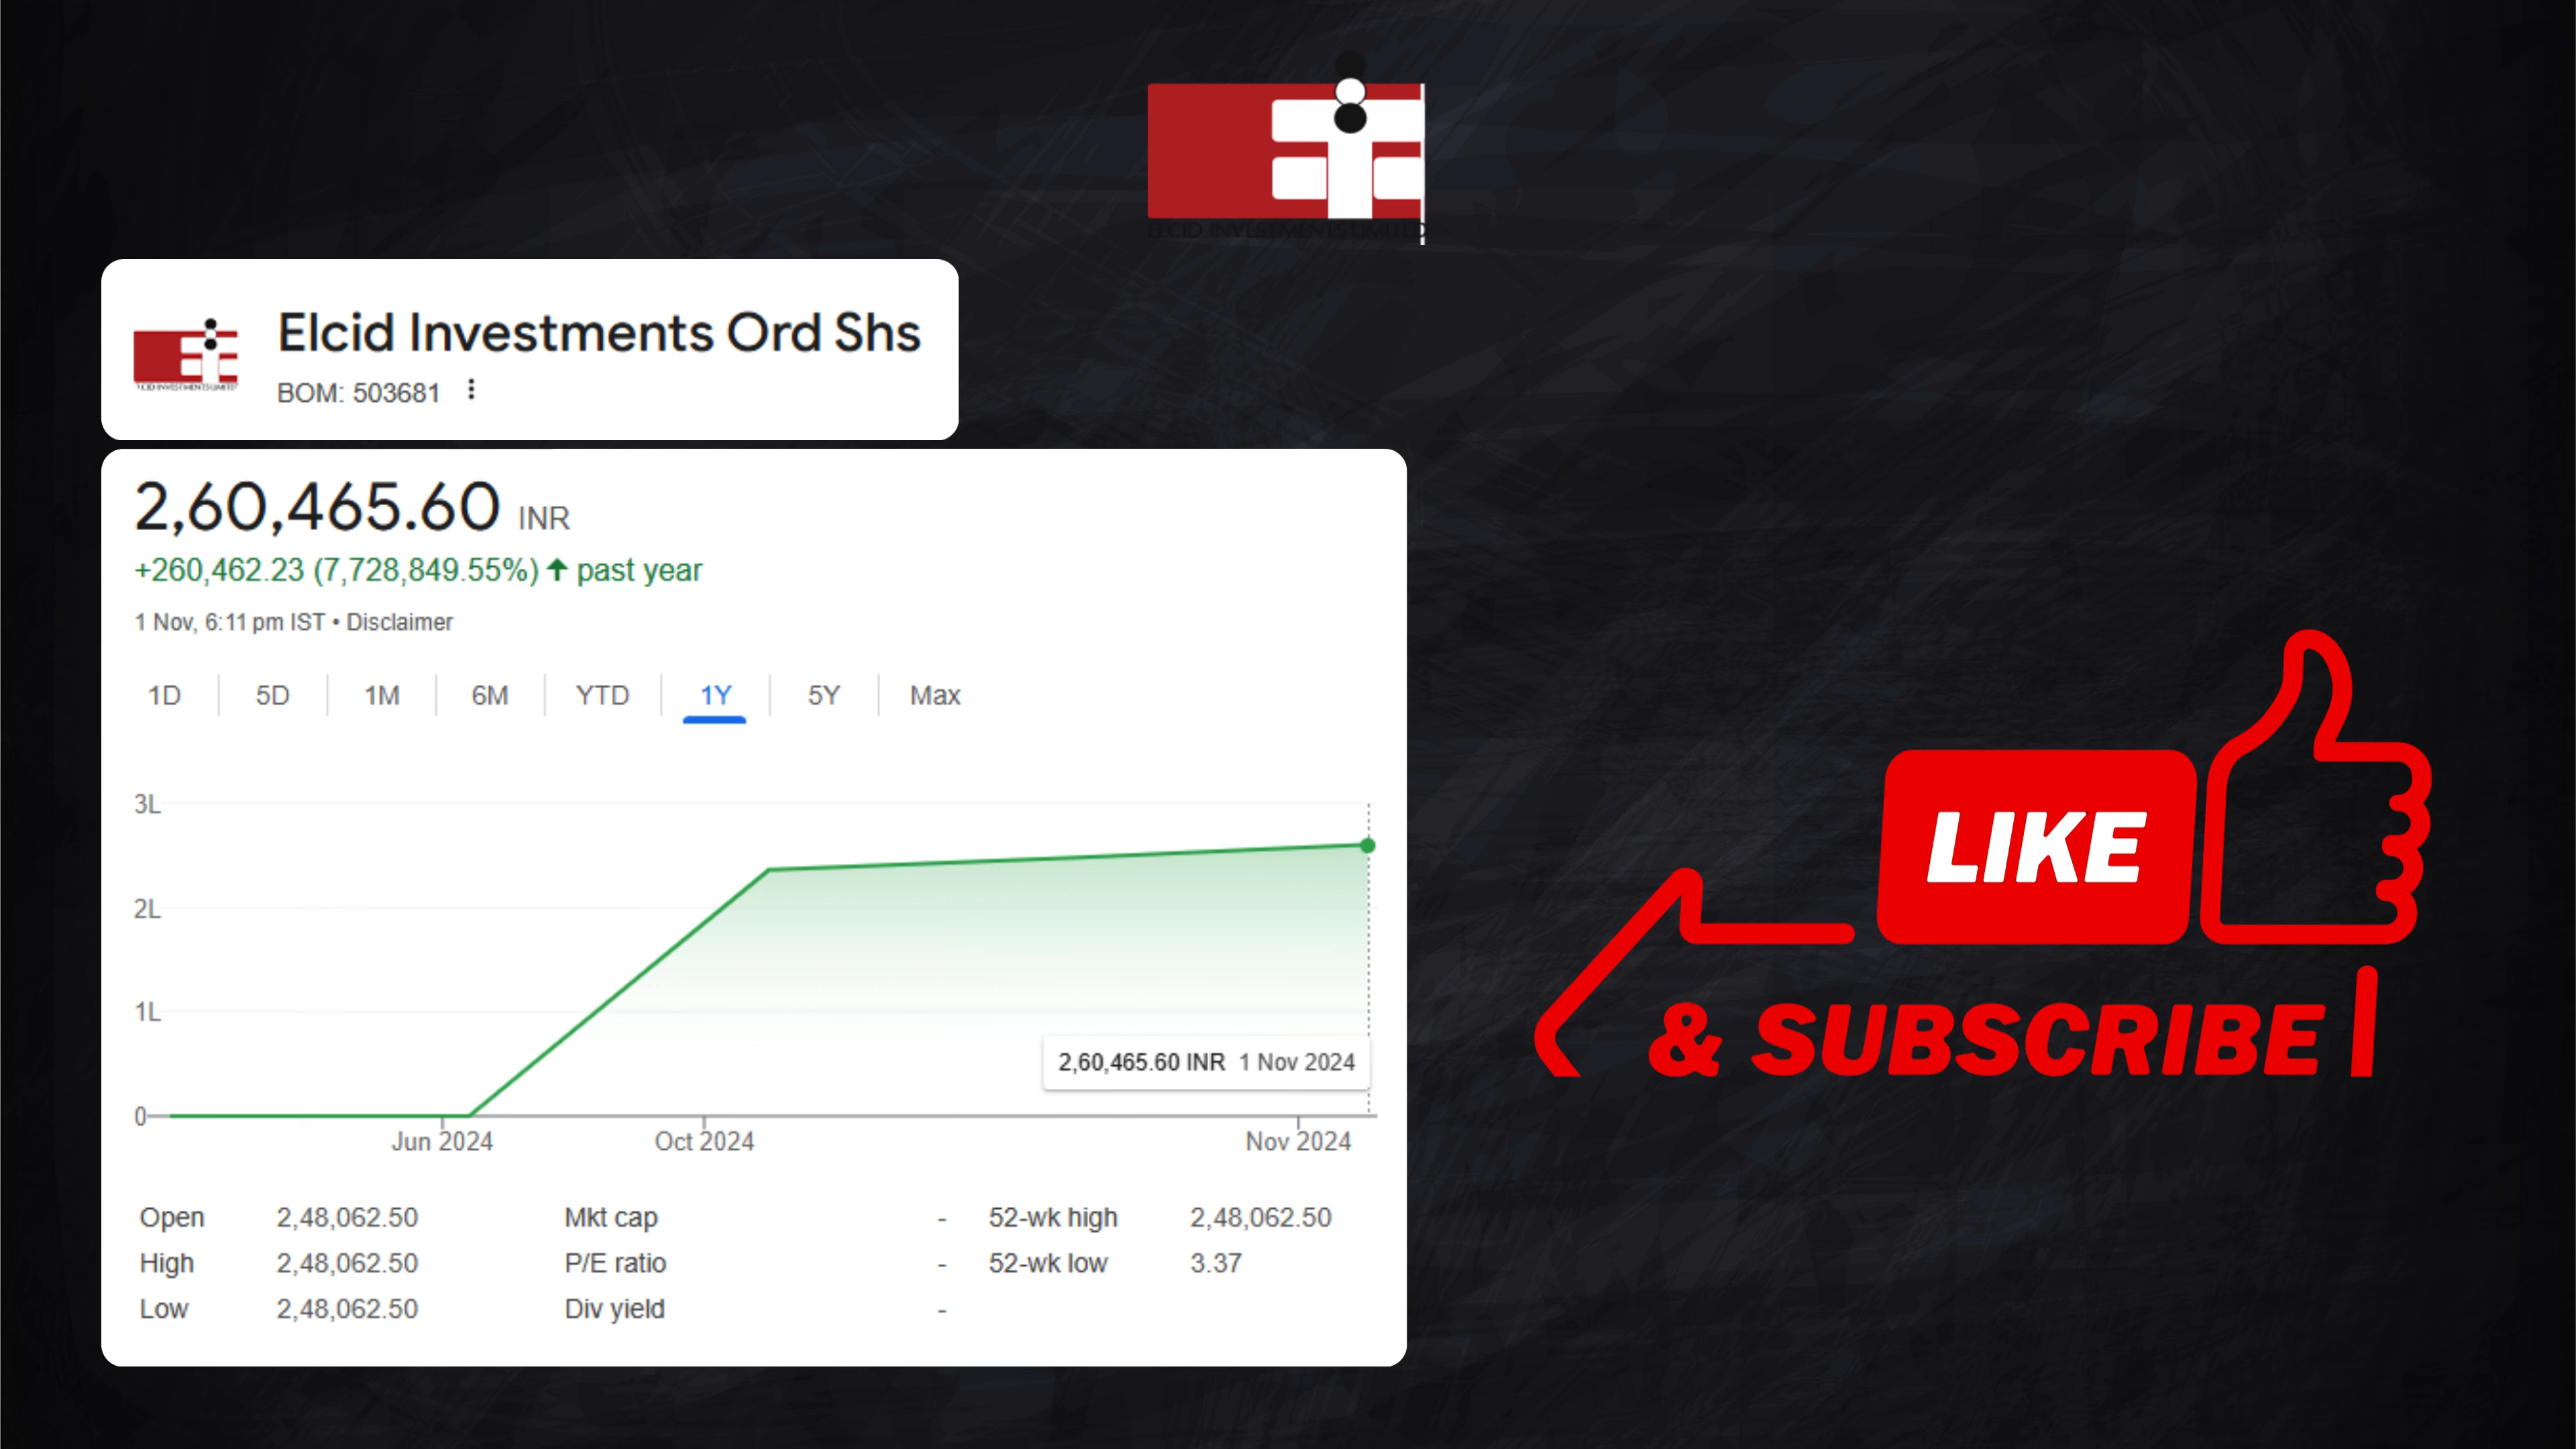 ELCID INVESTMENTS LIMITED
Elcid Investments Ord Shs
BOM: 503681
2,60,465.60 INR
+260,462.23 (7,728,849.55%) ↑ past year
1 Nov, 6:11 pm IST • Disclaimer
1D 5D 1M 6M YTD 1Y 5Y Max
3L
2L
1L
0
2,60,465.60 INR 1 Nov 2024
Jun 2024 Oct 2024 Nov 2024
Open 2,48,062.50 Mkt cap - 52-wk high 2,48,062.50
High 2,48,062.50 P/E ratio - 52-wk low 3.37
Low 2,48,062.50 Div yield -
LIKE
& SUBSCRIBE